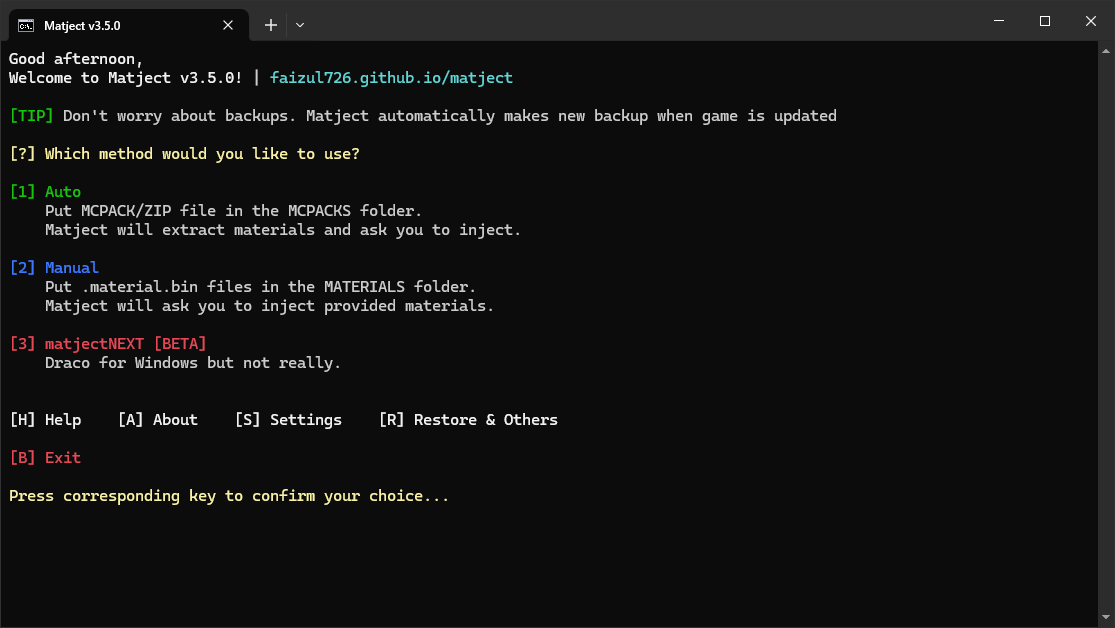 Matject v3.5.0
Good afternoon,
Welcome to Matject v3.5.0! | faizul726.github.io/matject
[TIP] Don't worry about backups. Matject automatically makes new backup when game is updated
[?] Which method would you like to use?
[1] Auto
Put MCPACK/ZIP file in the MCPACKS folder.
Matject will extract materials and ask you to inject.
[2] Manual
Put .material.bin files in the MATERIALS folder.
Matject will ask you to inject provided materials.
[3] matjectNEXT [BETA]
Draco for Windows but not really.
[H] Help    [A] About    [S] Settings    [R] Restore & Others
[B] Exit
Press corresponding key to confirm your choice...